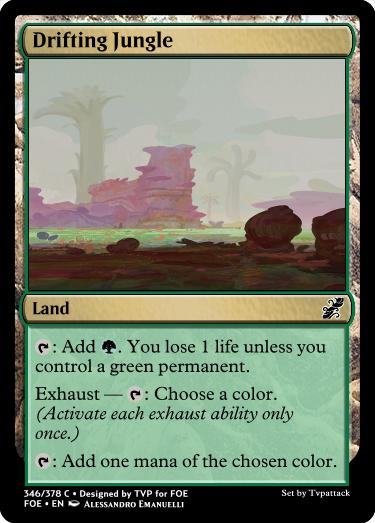 Drifting Jungle
Land
: Add . You lose 1 life unless you
control a green permanent.
Exhaust — : Choose a color.
(Activate each exhaust ability only
once.)
: Add one mana of the chosen color.
346/378 C • Designed by TVP for FOE
FOE • EN Alessandro Emanuelli
Set by Tvpattack